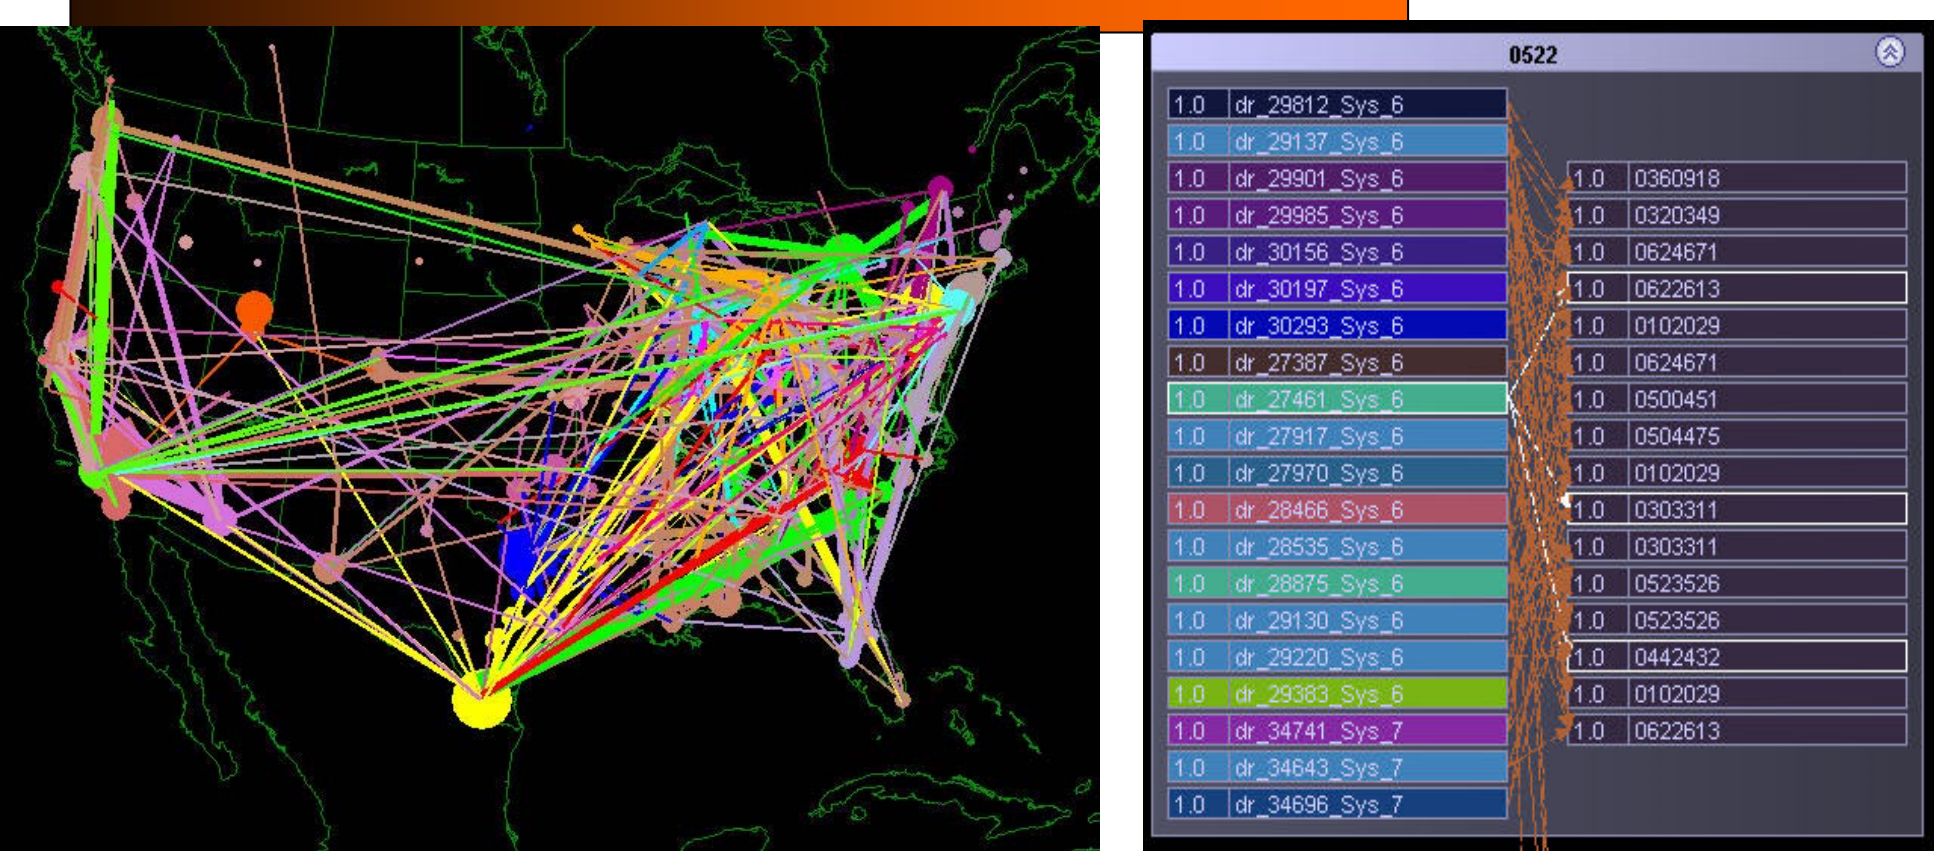 0522
1.0 dr_29812_Sys_6
1.0 dr_29137_Sys_6
1.0 dr_29901_Sys_6
1.0 dr_29985_Sys_6
1.0 dr_30156_Sys_6
1.0 dr_30197_Sys_6
1.0 dr_30293_Sys_6
1.0 dr_27387_Sys_6
1.0 dr_27461_Sys_6
1.0 dr_27917_Sys_6
1.0 dr_27970_Sys_6
1.0 dr_28466_Sys_6
1.0 dr_28535_Sys_6
1.0 dr_28875_Sys_6
1.0 dr_29130_Sys_6
1.0 dr_29220_Sys_6
1.0 dr_29383_Sys_6
1.0 dr_34741_Sys_7
1.0 dr_34643_Sys_7
1.0 dr_34696_Sys_7
1.0 0360918
1.0 0320349
1.0 0624671
1.0 0622613
1.0 0102029
1.0 0624671
1.0 0500451
1.0 0504475
1.0 0102029
1.0 0303311
1.0 0303311
1.0 0523526
1.0 0523526
1.0 0442432
1.0 0102029
1.0 0622613